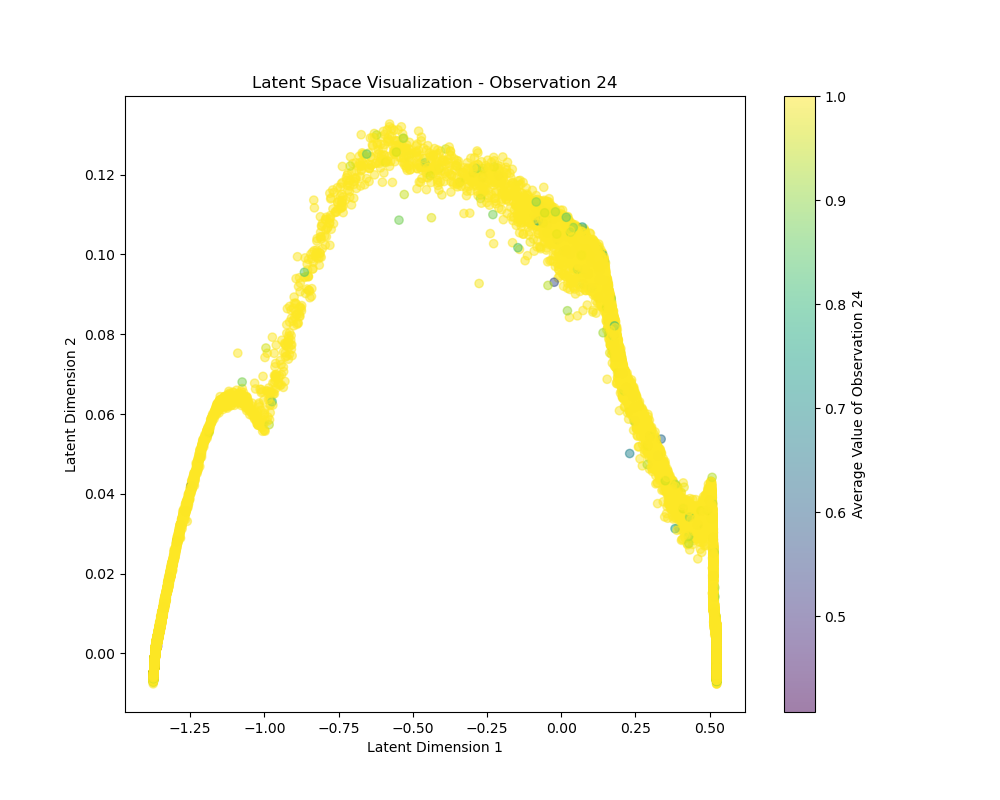 Latent Space Visualization - Observation 24
Latent Dimension 2
0.12
0.10
0.08
0.06
0.04
0.02
0.00
−1.25 −1.00 −0.75 −0.50 −0.25 0.00 0.25 0.50
Latent Dimension 1
1.0
0.9
0.8
0.7
0.6
0.5
Average Value of Observation 24